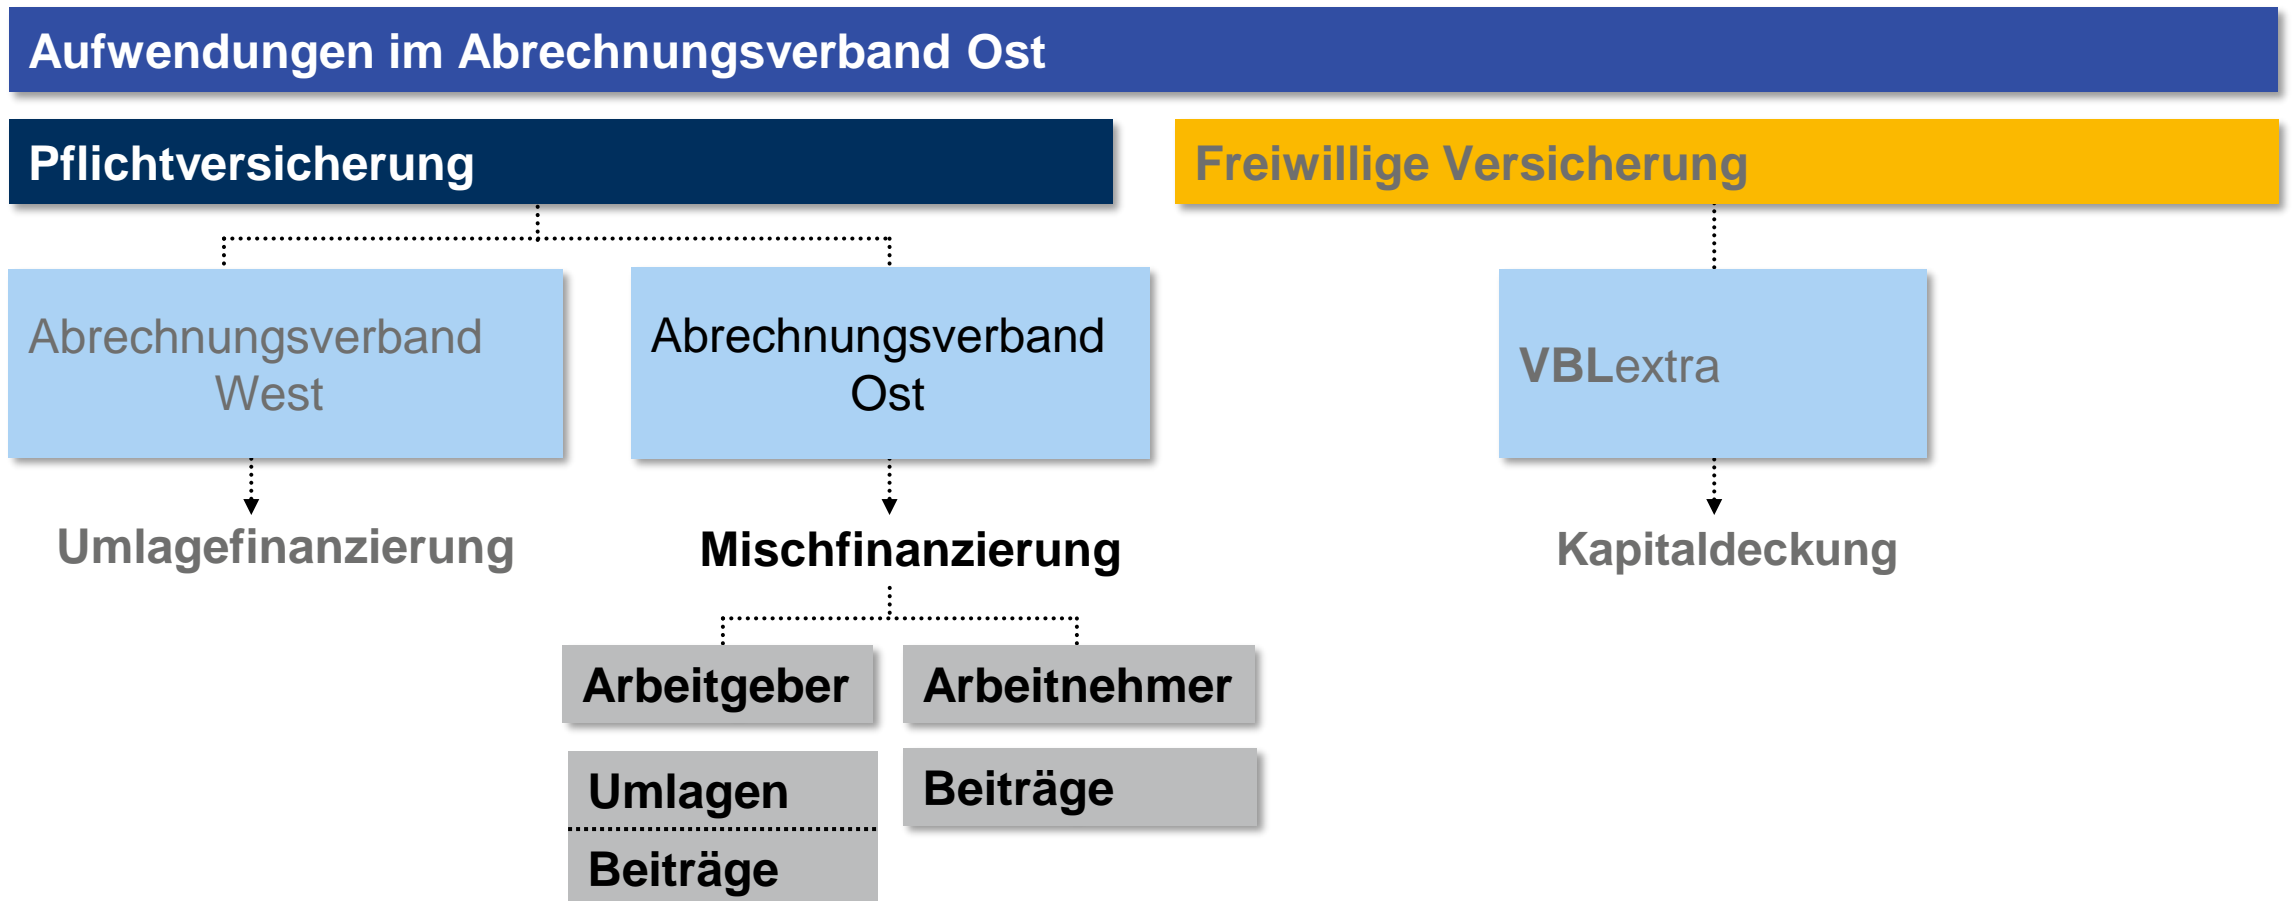 Aufwendungen im Abrechnungsverband Ost
Pflichtversicherung
Freiwillige Versicherung
Abrechnungsverband
West
Abrechnungsverband
Ost
VBLextra
Umlagefinanzierung
Mischfinanzierung
Kapitaldeckung
Arbeitgeber
Arbeitnehmer
Umlagen
Beiträge
Beiträge